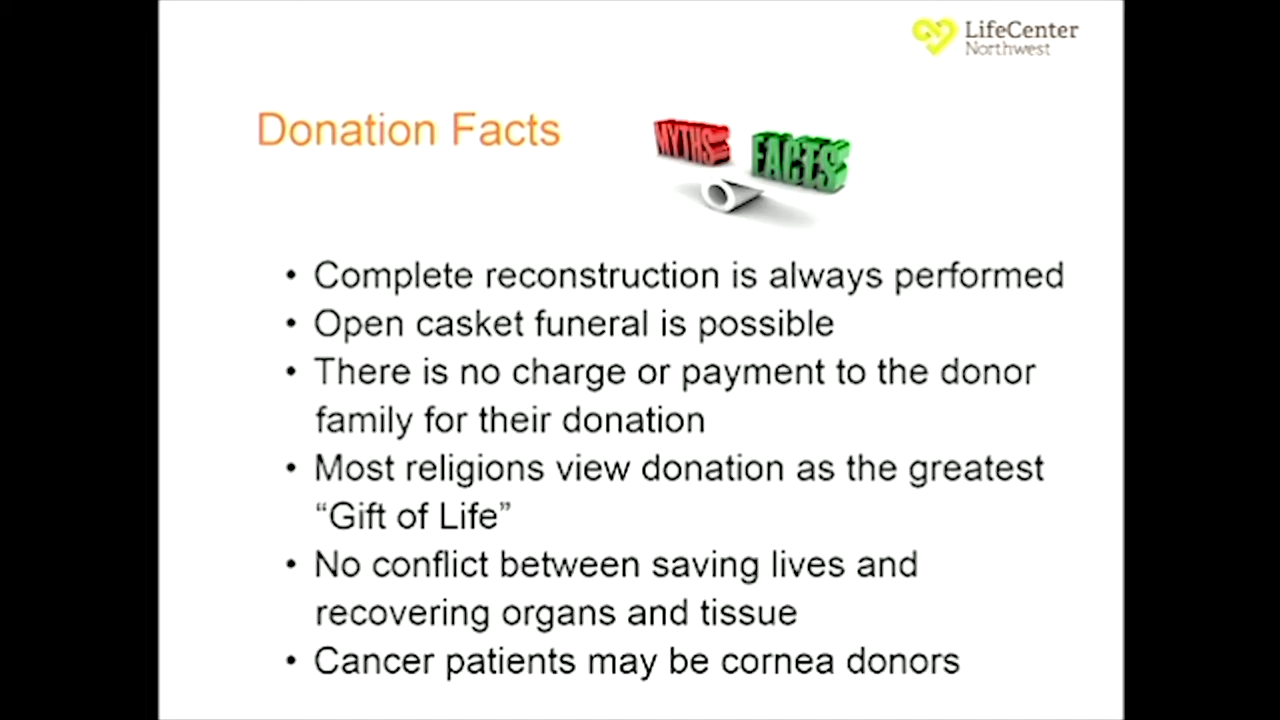 LifeCenter
Northwest
Donation Facts
MYTHS
FACTS
• Complete reconstruction is always performed
• Open casket funeral is possible
• There is no charge or payment to the donor
family for their donation
• Most religions view donation as the greatest
“Gift of Life”
• No conflict between saving lives and
recovering organs and tissue
• Cancer patients may be cornea donors